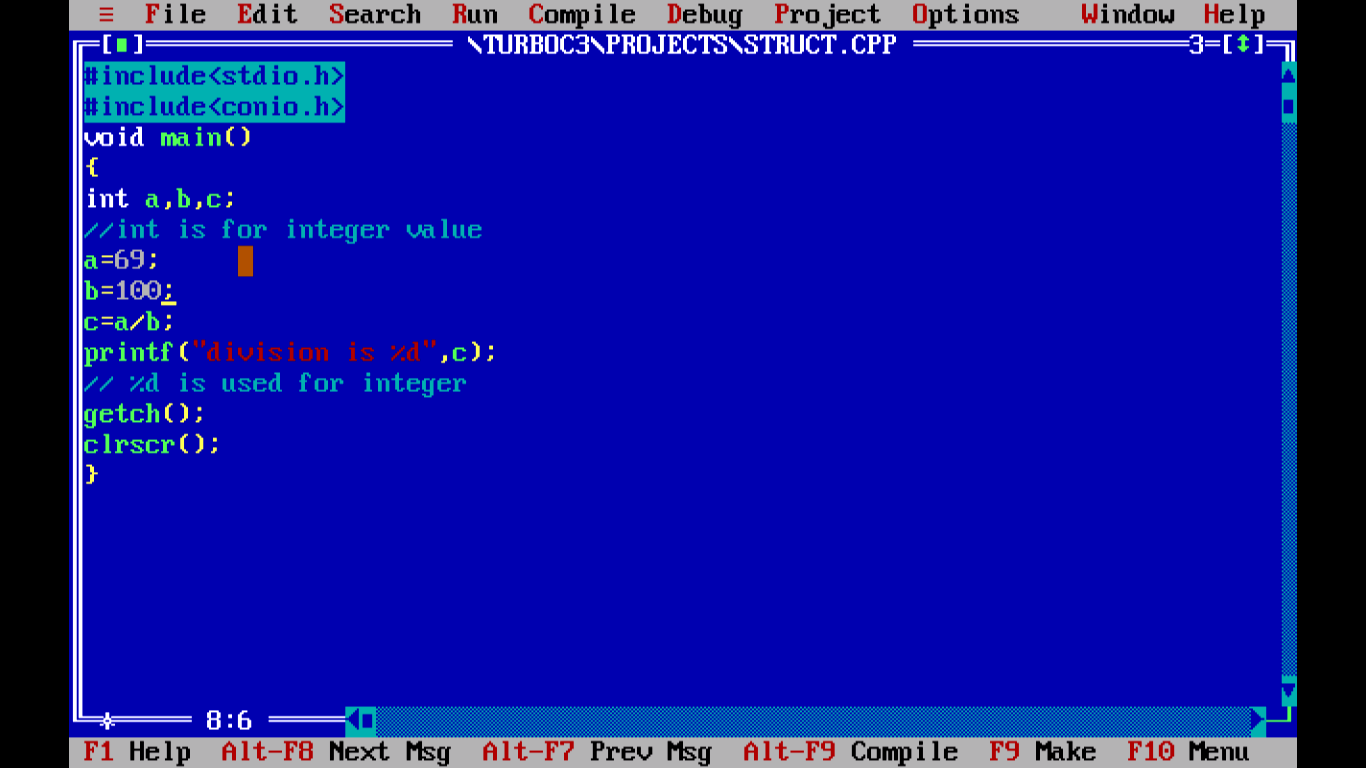 ≡ File Edit Search Run Compile Debug Project Options Window Help
[■] \TURBOC3\PROJECTS\STRUCT.CPP 3=[↕]
#include<stdio.h>
#include<conio.h>
void main()
{
int a,b,c;
//int is for integer value
a=69;
b=100;
c=a/b;
printf("division is %d",c);
// %d is used for integer
getch();
clrscr();
}
8:6
F1 Help Alt-F8 Next Msg Alt-F7 Prev Msg Alt-F9 Compile F9 Make F10 Menu